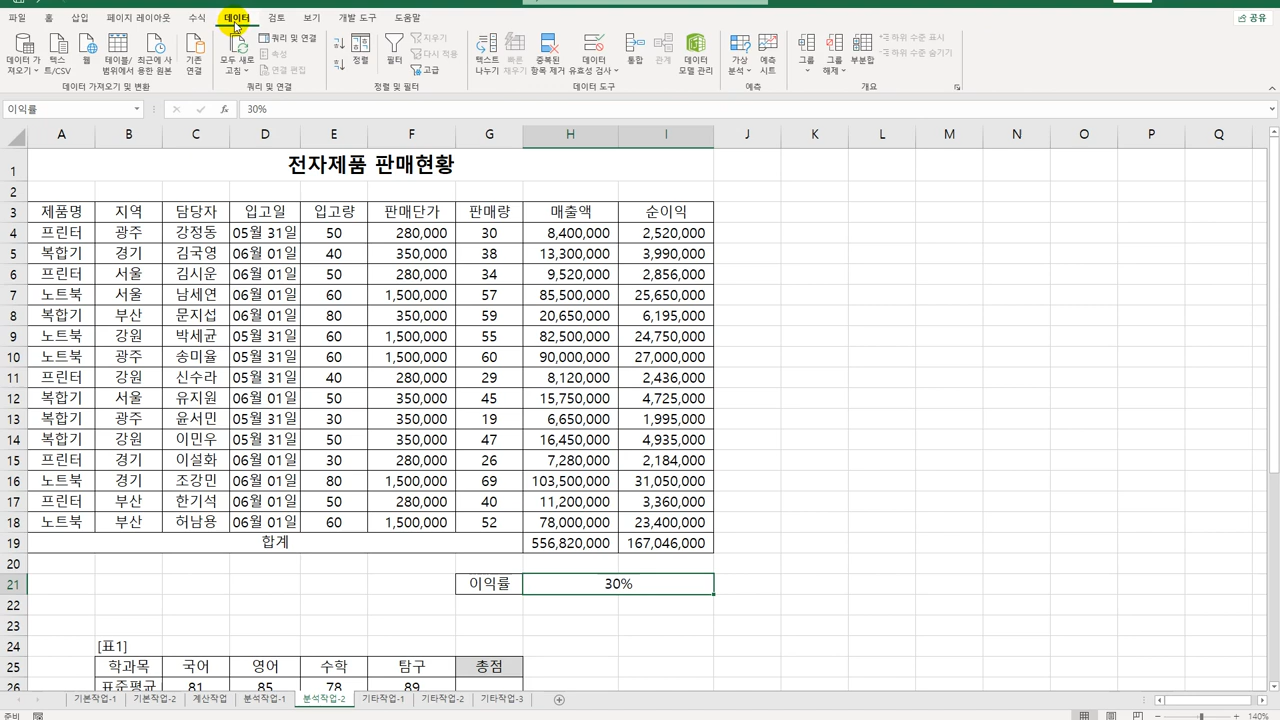 파일 홈 삽입 페이지 레이아웃 수식 데이터 검토 보기 개발 도구 도움말 공유
데이터 가져오기 텍스트/CSV 웹 테이블/범위에서 최근에 사용한 원본 기존 연결 모두 새로 고침 쿼리 및 연결 속성 연결 편집 정렬 필터 지우기 다시 적용 고급 텍스트 나누기 빠른 채우기 중복된 항목 제거 데이터 유효성 검사 통합 관계 데이터 모델 관리 가상 분석 예측 시트 그룹 그룹 해제 부분합 하위 수준 표시 하위 수준 숨기기
데이터 가져오기 및 변환 쿼리 및 연결 정렬 및 필터 데이터 도구 예측 개요
이익률 fx 30%
A B C D E F G H I J K L M N O P Q
1 전자제품 판매현황
2
3 제품명 지역 담당자 입고일 입고량 판매단가 판매량 매출액 순이익
4 프린터 광주 강정동 05월 31일 50 280,000 30 8,400,000 2,520,000
5 복합기 경기 김국영 06월 01일 40 350,000 38 13,300,000 3,990,000
6 프린터 서울 김시운 06월 01일 50 280,000 34 9,520,000 2,856,000
7 노트북 서울 남세연 06월 01일 60 1,500,000 57 85,500,000 25,650,000
8 복합기 부산 문지섭 06월 01일 80 350,000 59 20,650,000 6,195,000
9 노트북 강원 박세균 05월 31일 60 1,500,000 55 82,500,000 24,750,000
10 노트북 광주 송미율 05월 31일 60 1,500,000 60 90,000,000 27,000,000
11 프린터 강원 신수라 05월 31일 40 280,000 29 8,120,000 2,436,000
12 복합기 서울 유지원 06월 01일 50 350,000 45 15,750,000 4,725,000
13 복합기 광주 윤서민 05월 31일 30 350,000 19 6,650,000 1,995,000
14 복합기 강원 이민우 05월 31일 50 350,000 47 16,450,000 4,935,000
15 프린터 경기 이설화 06월 01일 30 280,000 26 7,280,000 2,184,000
16 노트북 경기 조강민 06월 01일 80 1,500,000 69 103,500,000 31,050,000
17 프린터 부산 한기석 06월 01일 50 280,000 40 11,200,000 3,360,000
18 노트북 부산 허남용 06월 01일 60 1,500,000 52 78,000,000 23,400,000
19 합계 556,820,000 167,046,000
20
21 이익률 30%
22
23
24 [표1]
25 학과목 국어 영어 수학 탐구 총점
26 표준평균 81 85 78 89
기본작업-1 기본작업-2 계산작업 분석작업-1 분석작업-2 기타작업-1 기타작업-2 기타작업-3
준비 140%